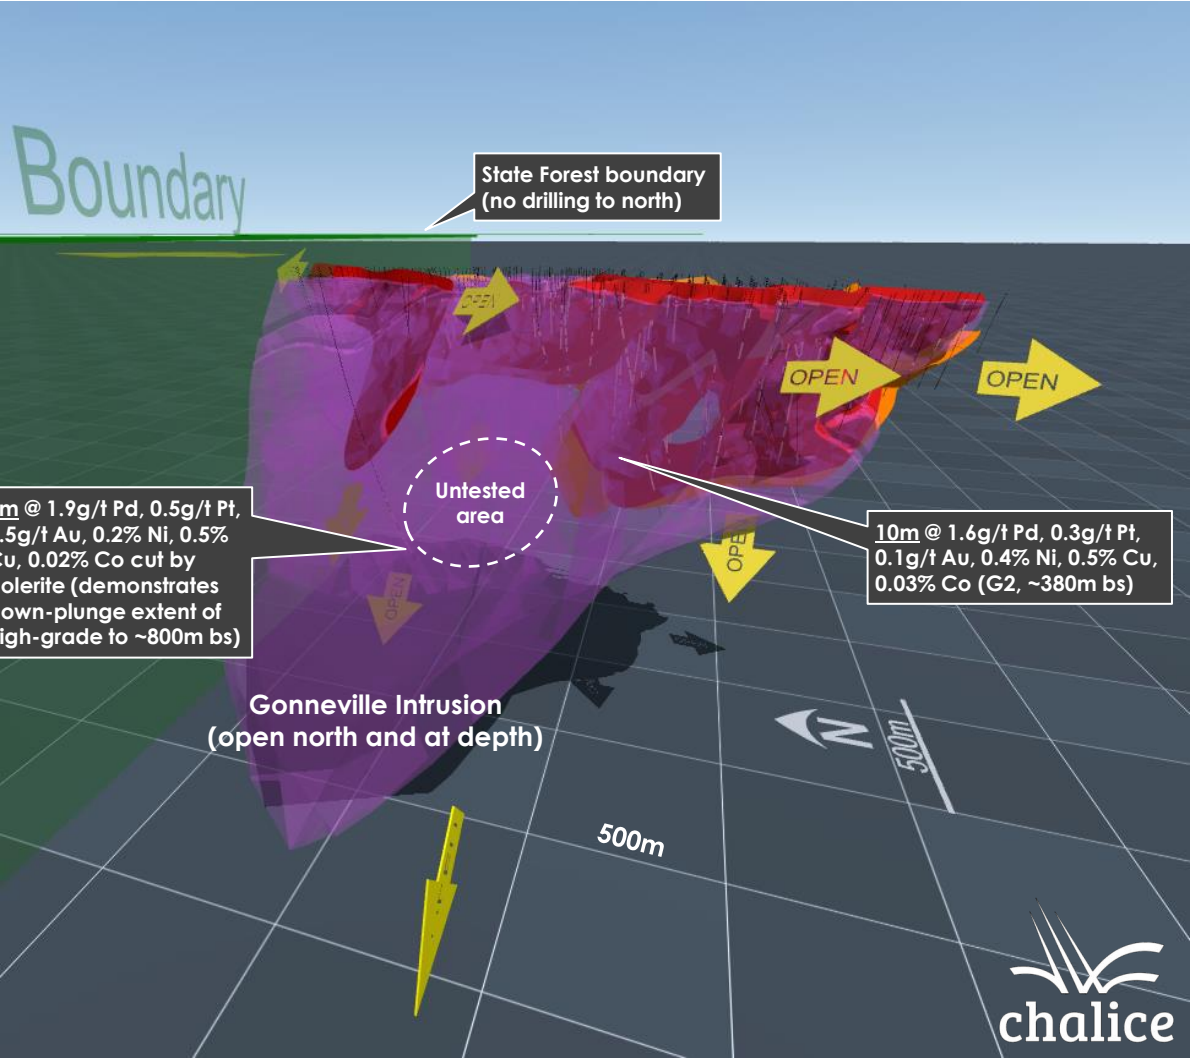 Boundary
State Forest boundary
(no drilling to north)
OPEN
OPEN
OPEN
Untested
area
m @ 1.9g/t Pd, 0.5g/t Pt,
.5g/t Au, 0.2% Ni, 0.5%
u, 0.02% Co cut by
olerite (demonstrates
own-plunge extent of
igh-grade to ~800m bs)
10m @ 1.6g/t Pd, 0.3g/t Pt,
0.1g/t Au, 0.4% Ni, 0.5% Cu,
0.03% Co (G2, ~380m bs)
OPEN
OPEN
Gonneville Intrusion
(open north and at depth)
N
500m
500m
chalice